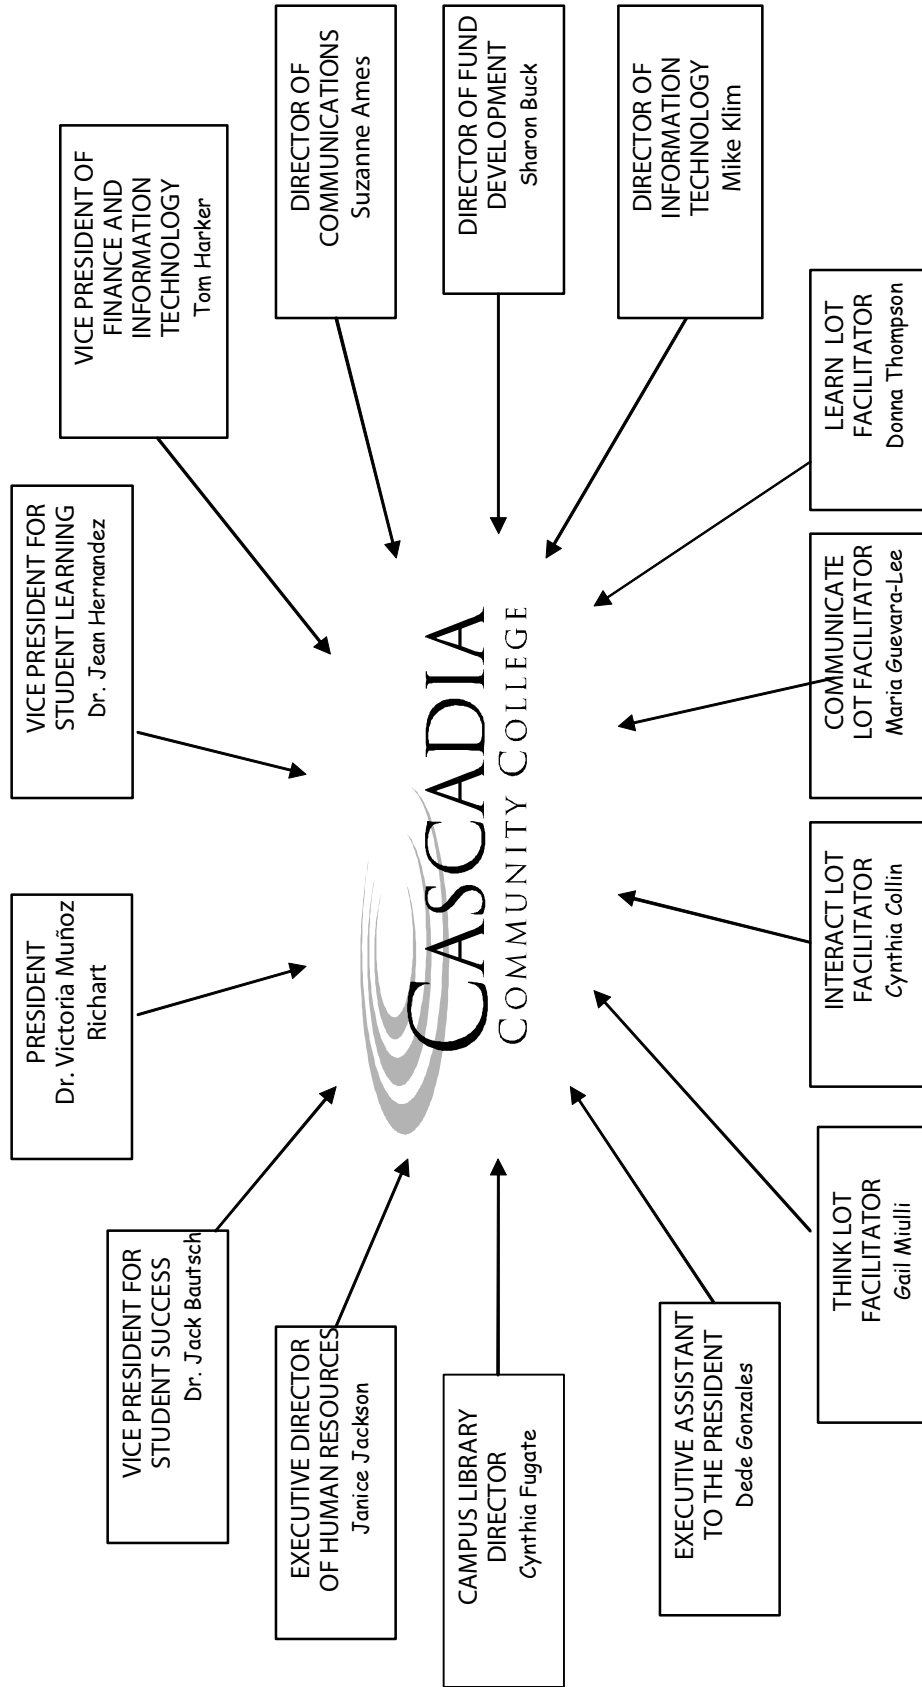 PRESIDENT
Dr. Victoria Muñoz
Richart
VICE PRESIDENT FOR
STUDENT LEARNING
Dr. Jean Hernandez
VICE PRESIDENT OF
FINANCE AND
INFORMATION
TECHNOLOGY
Tom Harker
DIRECTOR OF
COMMUNICATIONS
Suzanne Ames
DIRECTOR OF FUND
DEVELOPMENT
Sharon Buck
DIRECTOR OF
INFORMATION
TECHNOLOGY
Mike Klim
LEARN LOT
FACILITATOR
Donna Thompson
COMMUNICATE
LOT FACILITATOR
Maria Guevara-Lee
INTERACT LOT
FACILITATOR
Cynthia Collin
THINK LOT
FACILITATOR
Gail Miulli
EXECUTIVE ASSISTANT
TO THE PRESIDENT
Dede Gonzales
CAMPUS LIBRARY
DIRECTOR
Cynthia Fugate
EXECUTIVE DIRECTOR
OF HUMAN RESOURCES
Janice Jackson
VICE PRESIDENT FOR
STUDENT SUCCESS
Dr. Jack Bautsch
CASCADIA
COMMUNITY COLLEGE